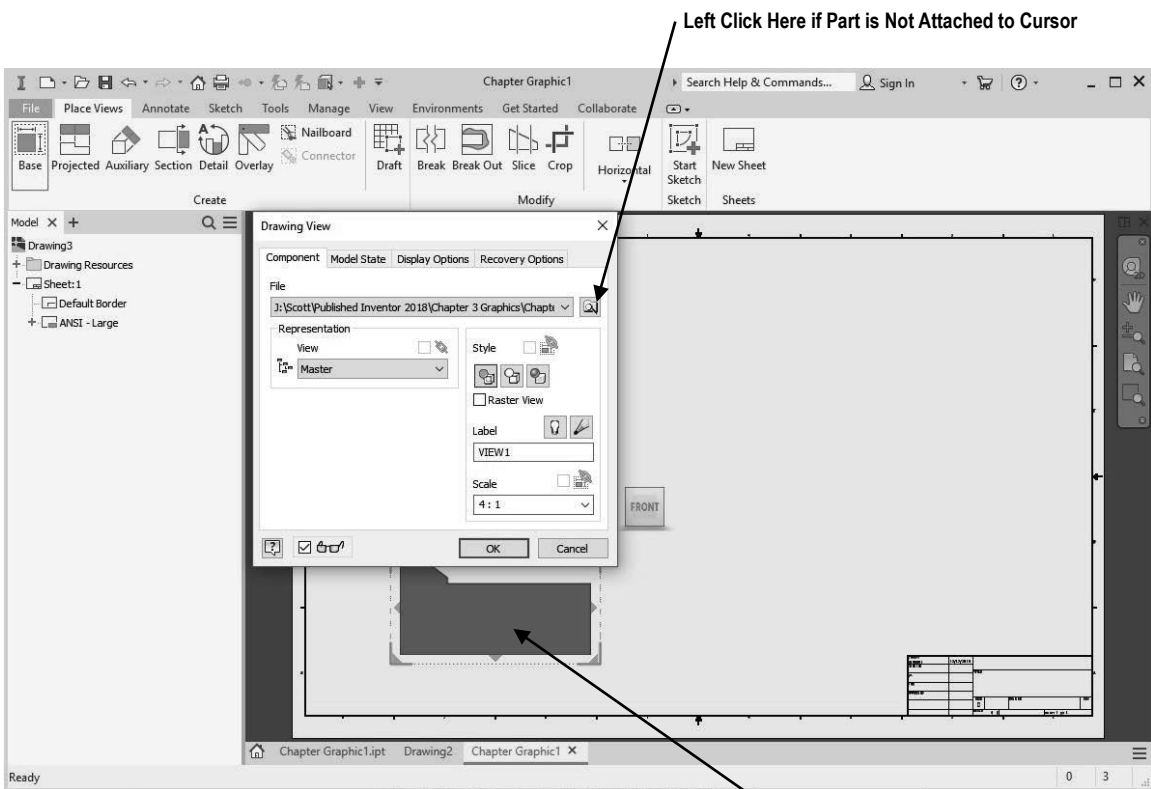 Left Click Here if Part is Not Attached to Cursor
Chapter Graphic1
Search Help & Commands...
Sign In
File Place Views Annotate Sketch Tools Manage View Environments Get Started Collaborate
Nailboard
Connector
Base Projected Auxiliary Section Detail Overlay
Draft Break Break Out Slice Crop Horizontal
Start Sketch
New Sheet
Create Modify Sketch Sheets
Model
Drawing3
Drawing Resources
Sheet:1
Default Border
ANSI - Large
Drawing View
Component Model State Display Options Recovery Options
File
J:\Scott\Published Inventor 2018\Chapter 3 Graphics\Chapt
Representation
View
Master
Style
Raster View
Label
VIEW1
Scale
4 : 1
OK Cancel
FRONT
Chapter Graphic1.ipt Drawing2 Chapter Graphic1
Ready
0 3